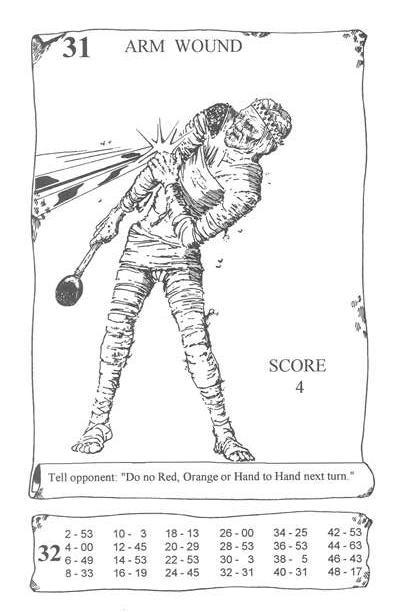 31 ARM WOUND
SCORE
4
Tell opponent: "Do no Red, Orange or Hand to Hand next turn."
32
2 - 53 10 - 3 18 - 13 26 - 00 34 - 25 42 - 53
4 - 00 12 - 45 20 - 29 28 - 53 36 - 53 44 - 63
6 - 49 14 - 53 22 - 53 30 - 3 38 - 5 46 - 43
8 - 33 16 - 19 24 - 45 32 - 31 40 - 31 48 - 17